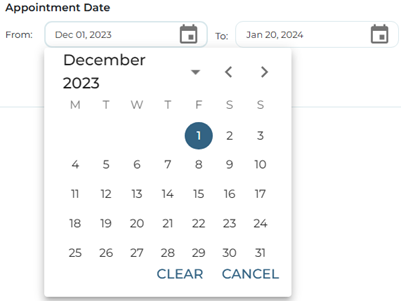 Appointment Date
From: Dec 01, 2023 To: Jan 20, 2024
December
2023
M T W T F S S
1 2 3
4 5 6 7 8 9 10
11 12 13 14 15 16 17
18 19 20 21 22 23 24
25 26 27 28 29 30 31
CLEAR CANCEL